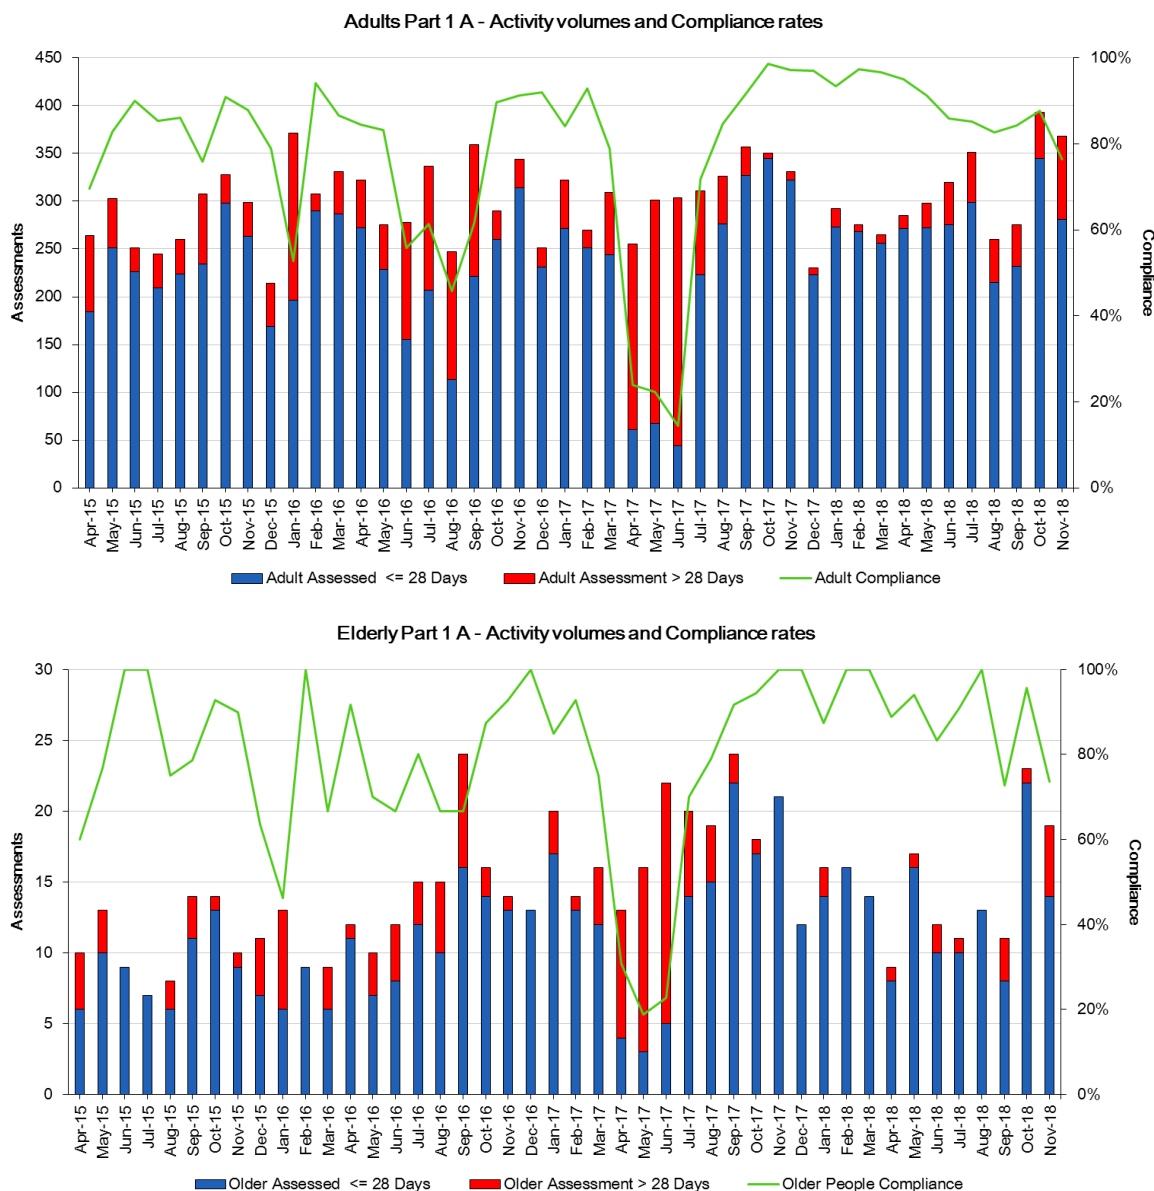 Adults Part 1 A - Activity volumes and Compliance rates
450
400
350
300
250
200
150
100
50
0
Assessments
100%
80%
60%
40%
20%
0%
Compliance
Apr-15 May-15 Jun-15 Jul-15 Aug-15 Sep-15 Oct-15 Nov-15 Dec-15 Jan-16 Feb-16 Mar-16 Apr-16 May-16 Jun-16 Jul-16 Aug-16 Sep-16 Oct-16 Nov-16 Dec-16 Jan-17 Feb-17 Mar-17 Apr-17 May-17 Jun-17 Jul-17 Aug-17 Sep-17 Oct-17 Nov-17 Dec-17 Jan-18 Feb-18 Mar-18 Apr-18 May-18 Jun-18 Jul-18 Aug-18 Sep-18 Oct-18 Nov-18
Adult Assessed <= 28 Days Adult Assessment > 28 Days Adult Compliance
Elderly Part 1 A - Activity volumes and Compliance rates
30
25
20
15
10
5
0
Assessments
100%
80%
60%
40%
20%
0%
Compliance
Apr-15 May-15 Jun-15 Jul-15 Aug-15 Sep-15 Oct-15 Nov-15 Dec-15 Jan-16 Feb-16 Mar-16 Apr-16 May-16 Jun-16 Jul-16 Aug-16 Sep-16 Oct-16 Nov-16 Dec-16 Jan-17 Feb-17 Mar-17 Apr-17 May-17 Jun-17 Jul-17 Aug-17 Sep-17 Oct-17 Nov-17 Dec-17 Jan-18 Feb-18 Mar-18 Apr-18 May-18 Jun-18 Jul-18 Aug-18 Sep-18 Oct-18 Nov-18
Older Assessed <= 28 Days Older Assessment > 28 Days Older People Compliance